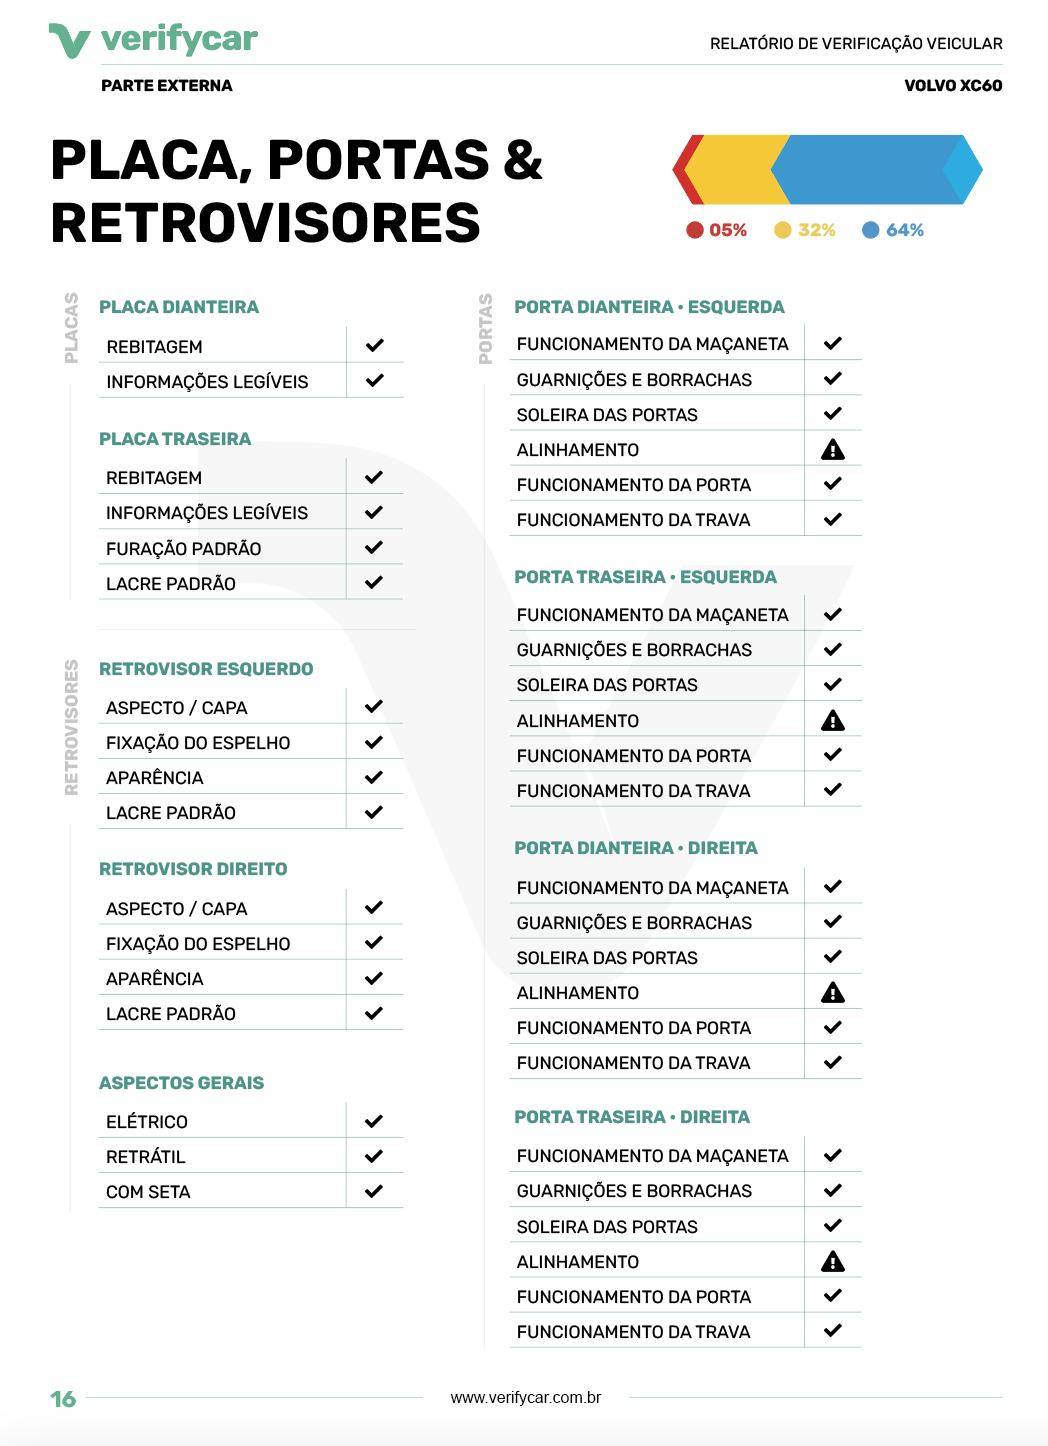 verifycar
RELATÓRIO DE VERIFICAÇÃO VEICULAR
PARTE EXTERNA
VOLVO XC60
PLACA, PORTAS &
RETROVISORES
05%
32%
64%
PLACAS
PLACA DIANTEIRA
REBITAGEM
INFORMAÇÕES LEGÍVEIS
PLACA TRASEIRA
REBITAGEM
INFORMAÇÕES LEGÍVEIS
FURAÇÃO PADRÃO
LACRE PADRÃO
RETROVISORES
RETROVISOR ESQUERDO
ASPECTO / CAPA
FIXAÇÃO DO ESPELHO
APARÊNCIA
LACRE PADRÃO
RETROVISOR DIREITO
ASPECTO / CAPA
FIXAÇÃO DO ESPELHO
APARÊNCIA
LACRE PADRÃO
ASPECTOS GERAIS
ELÉTRICO
RETRÁTIL
COM SETA
PORTAS
PORTA DIANTEIRA • ESQUERDA
FUNCIONAMENTO DA MAÇANETA
GUARNIÇÕES E BORRACHAS
SOLEIRA DAS PORTAS
ALINHAMENTO
FUNCIONAMENTO DA PORTA
FUNCIONAMENTO DA TRAVA
PORTA TRASEIRA • ESQUERDA
FUNCIONAMENTO DA MAÇANETA
GUARNIÇÕES E BORRACHAS
SOLEIRA DAS PORTAS
ALINHAMENTO
FUNCIONAMENTO DA PORTA
FUNCIONAMENTO DA TRAVA
PORTA DIANTEIRA • DIREITA
FUNCIONAMENTO DA MAÇANETA
GUARNIÇÕES E BORRACHAS
SOLEIRA DAS PORTAS
ALINHAMENTO
FUNCIONAMENTO DA PORTA
FUNCIONAMENTO DA TRAVA
PORTA TRASEIRA • DIREITA
FUNCIONAMENTO DA MAÇANETA
GUARNIÇÕES E BORRACHAS
SOLEIRA DAS PORTAS
ALINHAMENTO
FUNCIONAMENTO DA PORTA
FUNCIONAMENTO DA TRAVA
16
www.verifycar.com.br